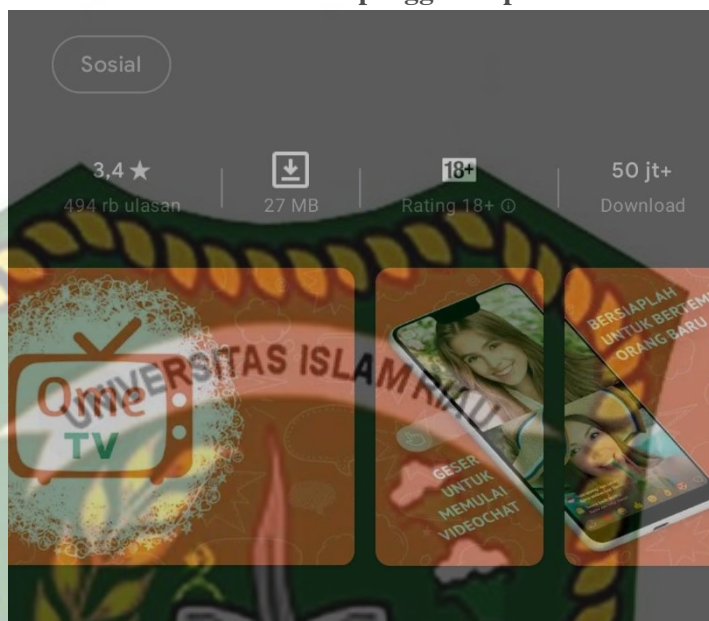 Sosial
3,4 ★
494 rb ulasan
27 MB
18+
Rating 18+
50 jt+
Download
Ome
TV
UNIVERSITAS ISLAM RIAU
GESER
UNTUK
MEMULAI
VIDEOCHAT
BERSIAPLAH
UNTUK BERTEMU
ORANG BARU